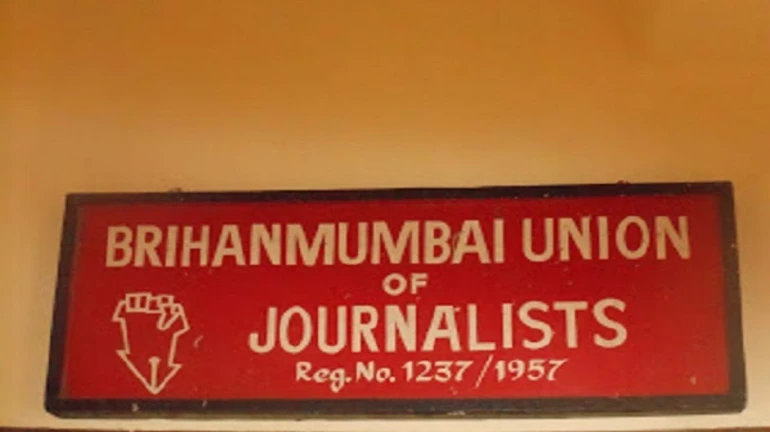 BRIHANMUMBAI UNION
OF
JOURNALISTS
Reg. No. 1237/1957